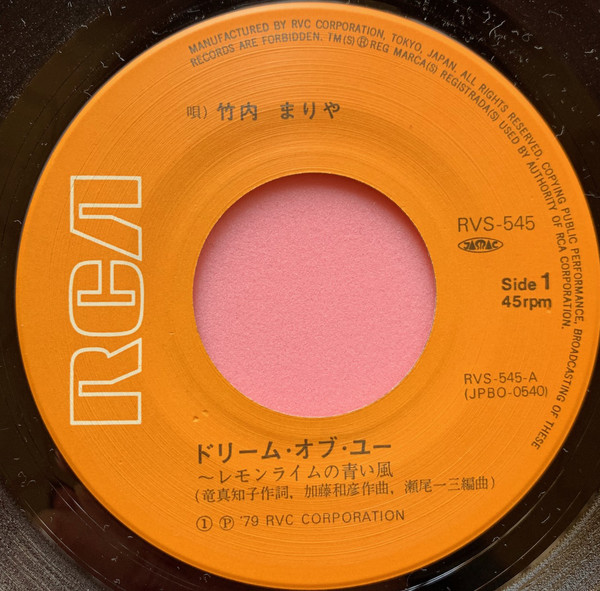 MANUFACTURED BY RVC CORPORATION, TOKYO, JAPAN. ALL RIGHTS RESERVED, COPYING PUBLIC PERFORMANCE, BROADCASTING OF THESE
RECORDS ARE FORBIDDEN. TM(S) ® REG MARCA(S) REGISTRADA(S) USED BY AUTHORITY OF RCA CORPORATION.
唄) 竹内 まりや
RCA
RVS-545
JASRAC
Side 1
45rpm
RVS-545-A
(JPBO-0540)
ドリーム・オブ・ユー
〜レモンライムの青い風
(竜真知子作詞, 加藤和彦作曲, 瀬尾一三編曲)
① Ⓟ '79 RVC CORPORATION